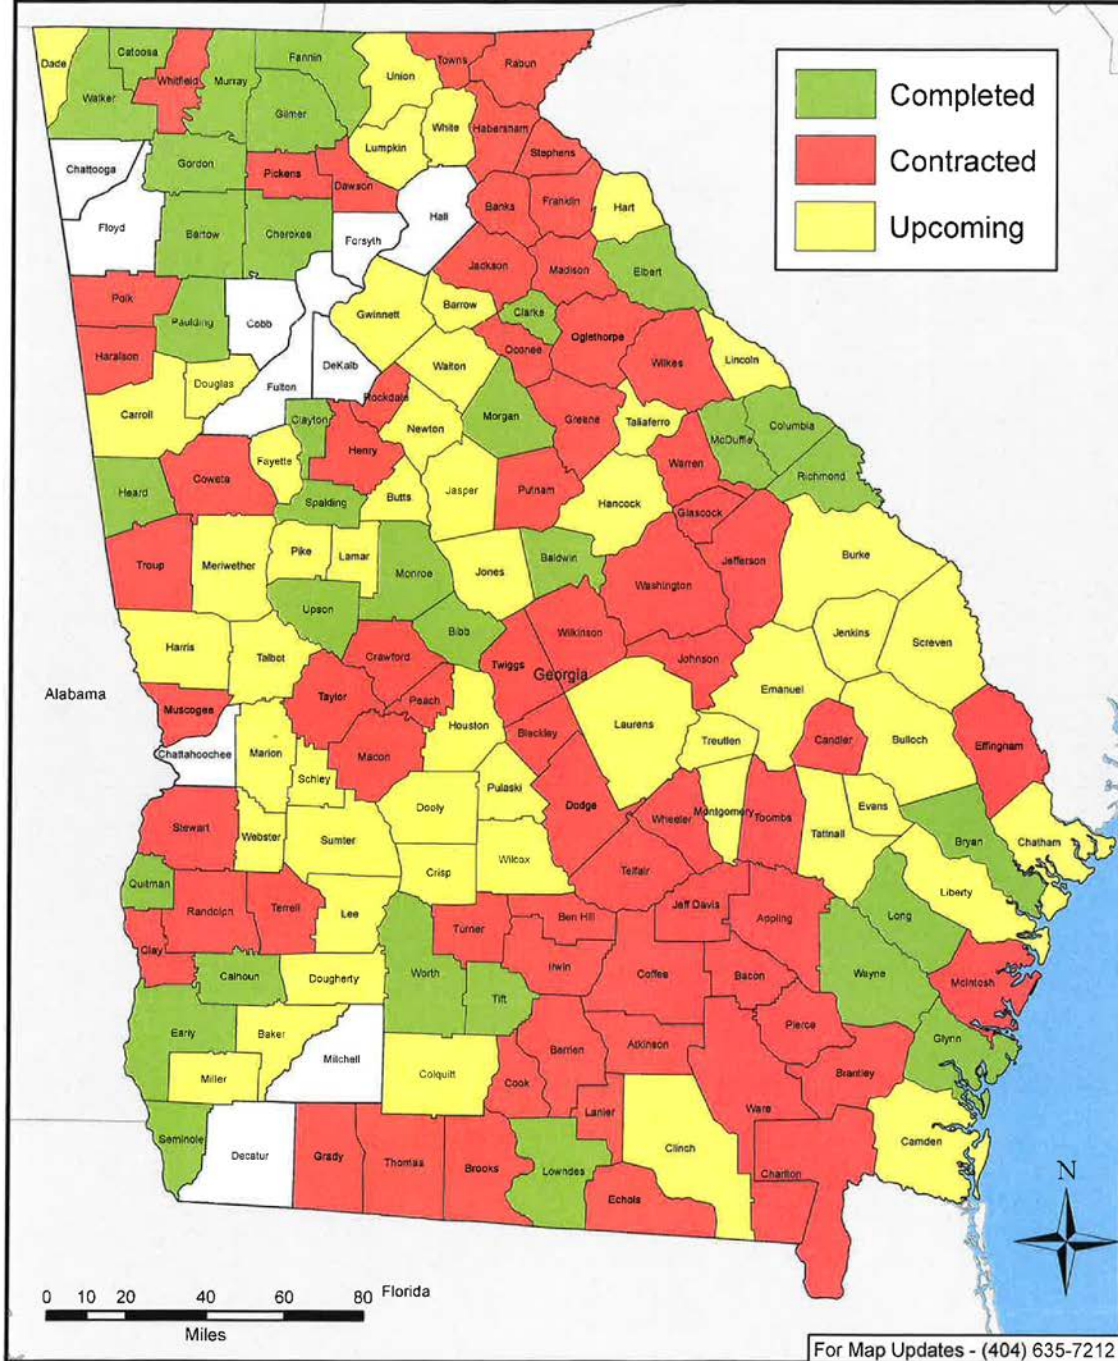 Completed
Contracted
Upcoming
Dade
Catoosa
Whitfield
Murray
Fannin
Union
Towns
Rabun
Walker
Gilmer
White
Habersham
Lumpkin
Stephens
Chattooga
Gordon
Pickens
Dawson
Banks
Franklin
Hart
Floyd
Bartow
Cherokee
Forsyth
Hall
Jackson
Madison
Elbert
Polk
Paulding
Cobb
Gwinnett
Barrow
Clarke
Oglethorpe
Haralson
Douglas
Fulton
DeKalb
Walton
Oconee
Wilkes
Lincoln
Carroll
Clayton
Rockdale
Newton
Morgan
Greene
Taliaferro
McDuffie
Columbia
Heard
Coweta
Fayette
Henry
Warren
Richmond
Spalding
Butts
Jasper
Putnam
Hancock
Glascock
Troup
Meriwether
Pike
Lamar
Monroe
Jones
Baldwin
Washington
Jefferson
Burke
Upson
Bibb
Wilkinson
Jenkins
Screven
Harris
Talbot
Crawford
Twiggs
Georgia
Johnson
Emanuel
Alabama
Muscogee
Taylor
Peach
Houston
Bleckley
Laurens
Treutlen
Candler
Bulloch
Effingham
Chattahoochee
Marion
Schley
Macon
Pulaski
Dooly
Dodge
Wheeler
Montgomery
Toombs
Tattnall
Evans
Bryan
Chatham
Stewart
Webster
Sumter
Crisp
Wilcox
Telfair
Liberty
Quitman
Randolph
Terrell
Lee
Turner
Ben Hill
Jeff Davis
Appling
Long
Clay
Calhoun
Dougherty
Worth
Tift
Irwin
Coffee
Bacon
Wayne
McIntosh
Early
Baker
Mitchell
Colquitt
Berrien
Atkinson
Pierce
Glynn
Miller
Cook
Lanier
Ware
Brantley
Seminole
Decatur
Grady
Thomas
Brooks
Lowndes
Echols
Clinch
Charlton
Camden
N
0 10 20 40 60 80
Miles
Florida
For Map Updates - (404) 635-7212